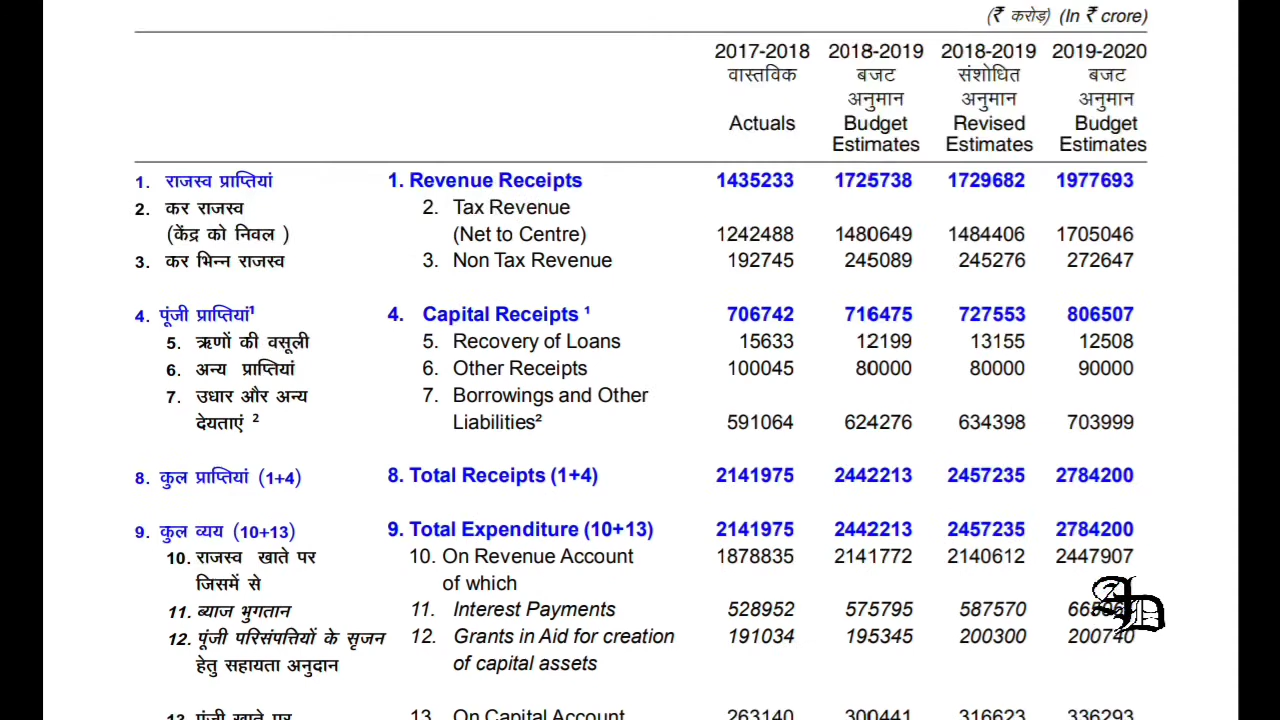 (₹ करोड़) (In ₹ crore)
2017-2018 2018-2019 2018-2019 2019-2020
वास्तविक बजट संशोधित बजट
अनुमान अनुमान अनुमान
Actuals Budget Revised Budget
Estimates Estimates Estimates
1. राजस्व प्राप्तियां 1. Revenue Receipts 1435233 1725738 1729682 1977693
2. कर राजस्व 2. Tax Revenue
(केंद्र को निवल ) (Net to Centre) 1242488 1480649 1484406 1705046
3. कर भिन्न राजस्व 3. Non Tax Revenue 192745 245089 245276 272647
4. पूंजी प्राप्तियां¹ 4. Capital Receipts ¹ 706742 716475 727553 806507
5. ऋणों की वसूली 5. Recovery of Loans 15633 12199 13155 12508
6. अन्य प्राप्तियां 6. Other Receipts 100045 80000 80000 90000
7. उधार और अन्य 7. Borrowings and Other
देयताएं ² Liabilities² 591064 624276 634398 703999
8. कुल प्राप्तियां (1+4) 8. Total Receipts (1+4) 2141975 2442213 2457235 2784200
9. कुल व्यय (10+13) 9. Total Expenditure (10+13) 2141975 2442213 2457235 2784200
10. राजस्व खाते पर 10. On Revenue Account 1878835 2141772 2140612 2447907
जिसमें से of which
11. ब्याज भुगतान 11. Interest Payments 528952 575795 587570
12. पूंजी परिसंपत्तियों के सृजन 12. Grants in Aid for creation 191034 195345 200300 200740
हेतु सहायता अनुदान of capital assets
13. पूंजी खाते पर 13. On Capital Account 263140 300441 316623 336293